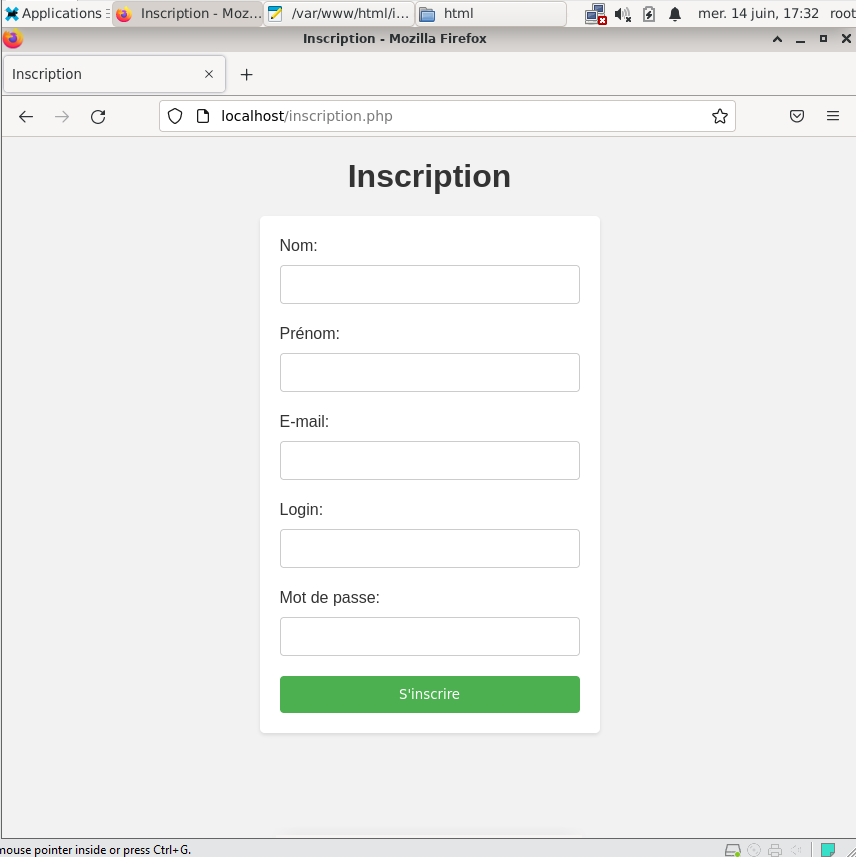 Applications Inscription - Moz... /var/www/html/i... html mer. 14 juin, 17:32 root
Inscription - Mozilla Firefox
Inscription
localhost/inscription.php
Inscription
Nom:
Prénom:
E-mail:
Login:
Mot de passe:
S'inscrire
mouse pointer inside or press Ctrl+G.